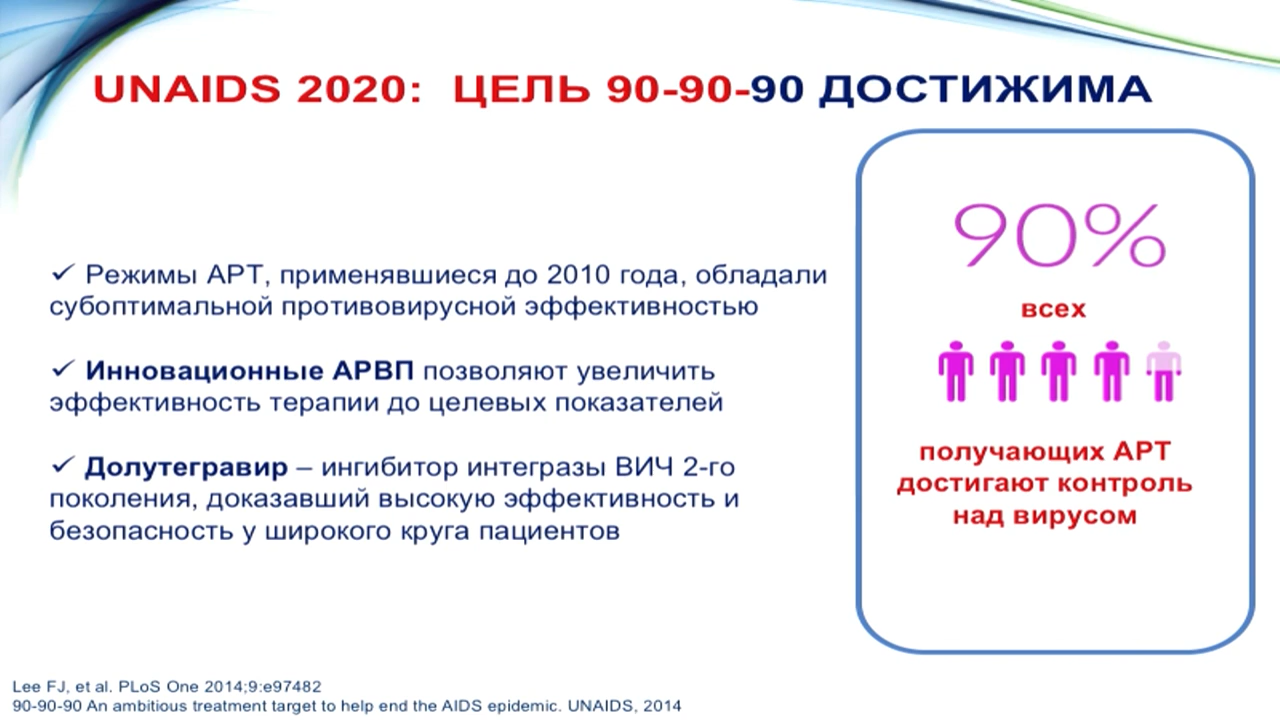 UNAIDS 2020: ЦЕЛЬ 90-90-90 ДОСТИЖИМА
✓ Режимы АРТ, применявшиеся до 2010 года, обладали
субоптимальной противовирусной эффективностью
✓ Инновационные АРВП позволяют увеличить
эффективность терапии до целевых показателей
✓ Долутегравир – ингибитор интегразы ВИЧ 2-го
поколения, доказавший высокую эффективность и
безопасность у широкого круга пациентов
90%
всех
получающих АРТ
достигают контроль
над вирусом
Lee FJ, et al. PLoS One 2014;9:e97482
90-90-90 An ambitious treatment target to help end the AIDS epidemic. UNAIDS, 2014